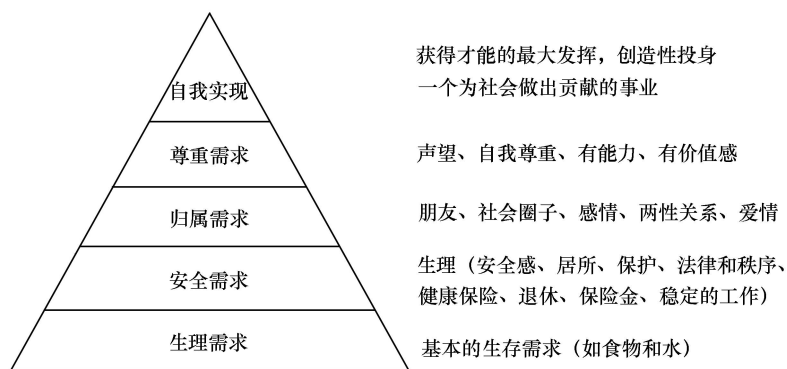 自我实现
获得才能的最大发挥，创造性投身
一个为社会做出贡献的事业
尊重需求
声望、自我尊重、有能力、有价值感
归属需求
朋友、社会圈子、感情、两性关系、爱情
安全需求
生理（安全感、居所、保护、法律和秩序、
健康保险、退休、保险金、稳定的工作）
生理需求
基本的生存需求（如食物和水）